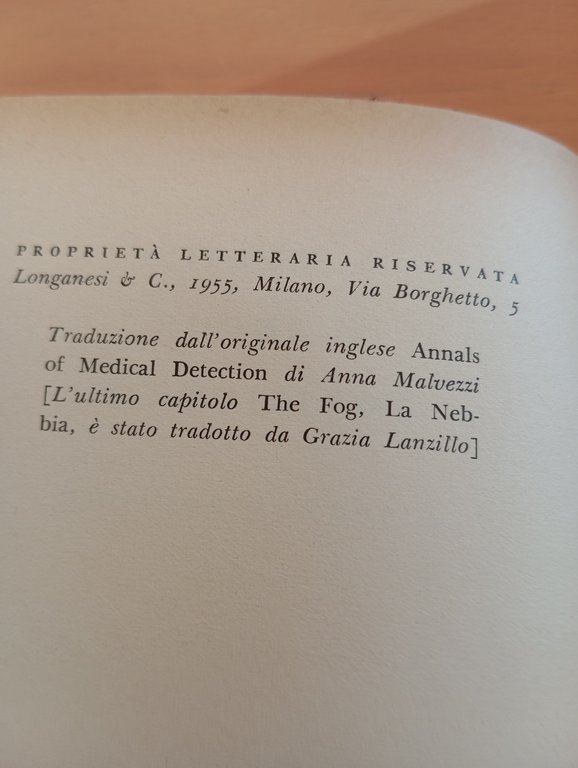 PROPRIETÀ LETTERARIA RISERVATA
Longanesi & C., 1955, Milano, Via Borghetto, 5
Traduzione dall'originale inglese Annals
of Medical Detection di Anna Malvezzi
[L'ultimo capitolo The Fog, La Neb-
bia, è stato tradotto da Grazia Lanzillo]